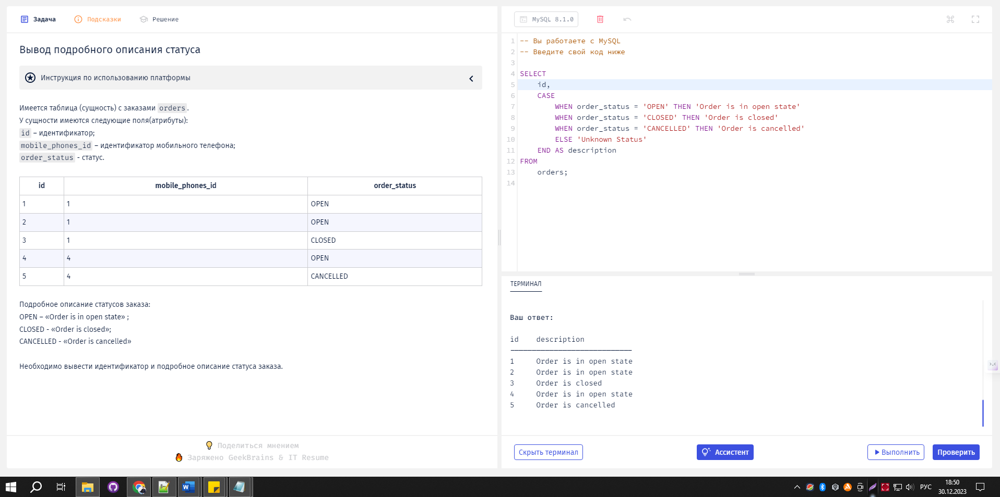 Задача Подсказки Решение
Вывод подробного описания статуса
Инструкция по использованию платформы
Имеется таблица (сущность) с заказами orders.
У сущности имеются следующие поля(атрибуты):
id – идентификатор;
mobile_phones_id – идентификатор мобильного телефона;
order_status - статус.
id mobile_phones_id order_status
1 1 OPEN
2 1 OPEN
3 1 CLOSED
4 4 OPEN
5 4 CANCELLED
Подробное описание статусов заказа:
OPEN – «Order is in open state» ;
CLOSED - «Order is closed»;
CANCELLED - «Order is cancelled»
Необходимо вывести идентификатор и подробное описание статуса заказа.
Поделиться мнением
Заряжено GeekBrains & IT Resume
MySQL 8.1.0
1 -- Вы работаете с MySQL
2 -- Введите свой код ниже
3
4 SELECT
5 id,
6 CASE
7 WHEN order_status = 'OPEN' THEN 'Order is in open state'
8 WHEN order_status = 'CLOSED' THEN 'Order is closed'
9 WHEN order_status = 'CANCELLED' THEN 'Order is cancelled'
10 ELSE 'Unknown Status'
11 END AS description
12 FROM
13 orders;
14
ТЕРМИНАЛ
Ваш ответ:
id description
----------------------------
1 Order is in open state
2 Order is in open state
3 Order is closed
4 Order is in open state
5 Order is cancelled
Скрыть терминал Ассистент Выполнить Проверить
РУС
18:50
30.12.2023